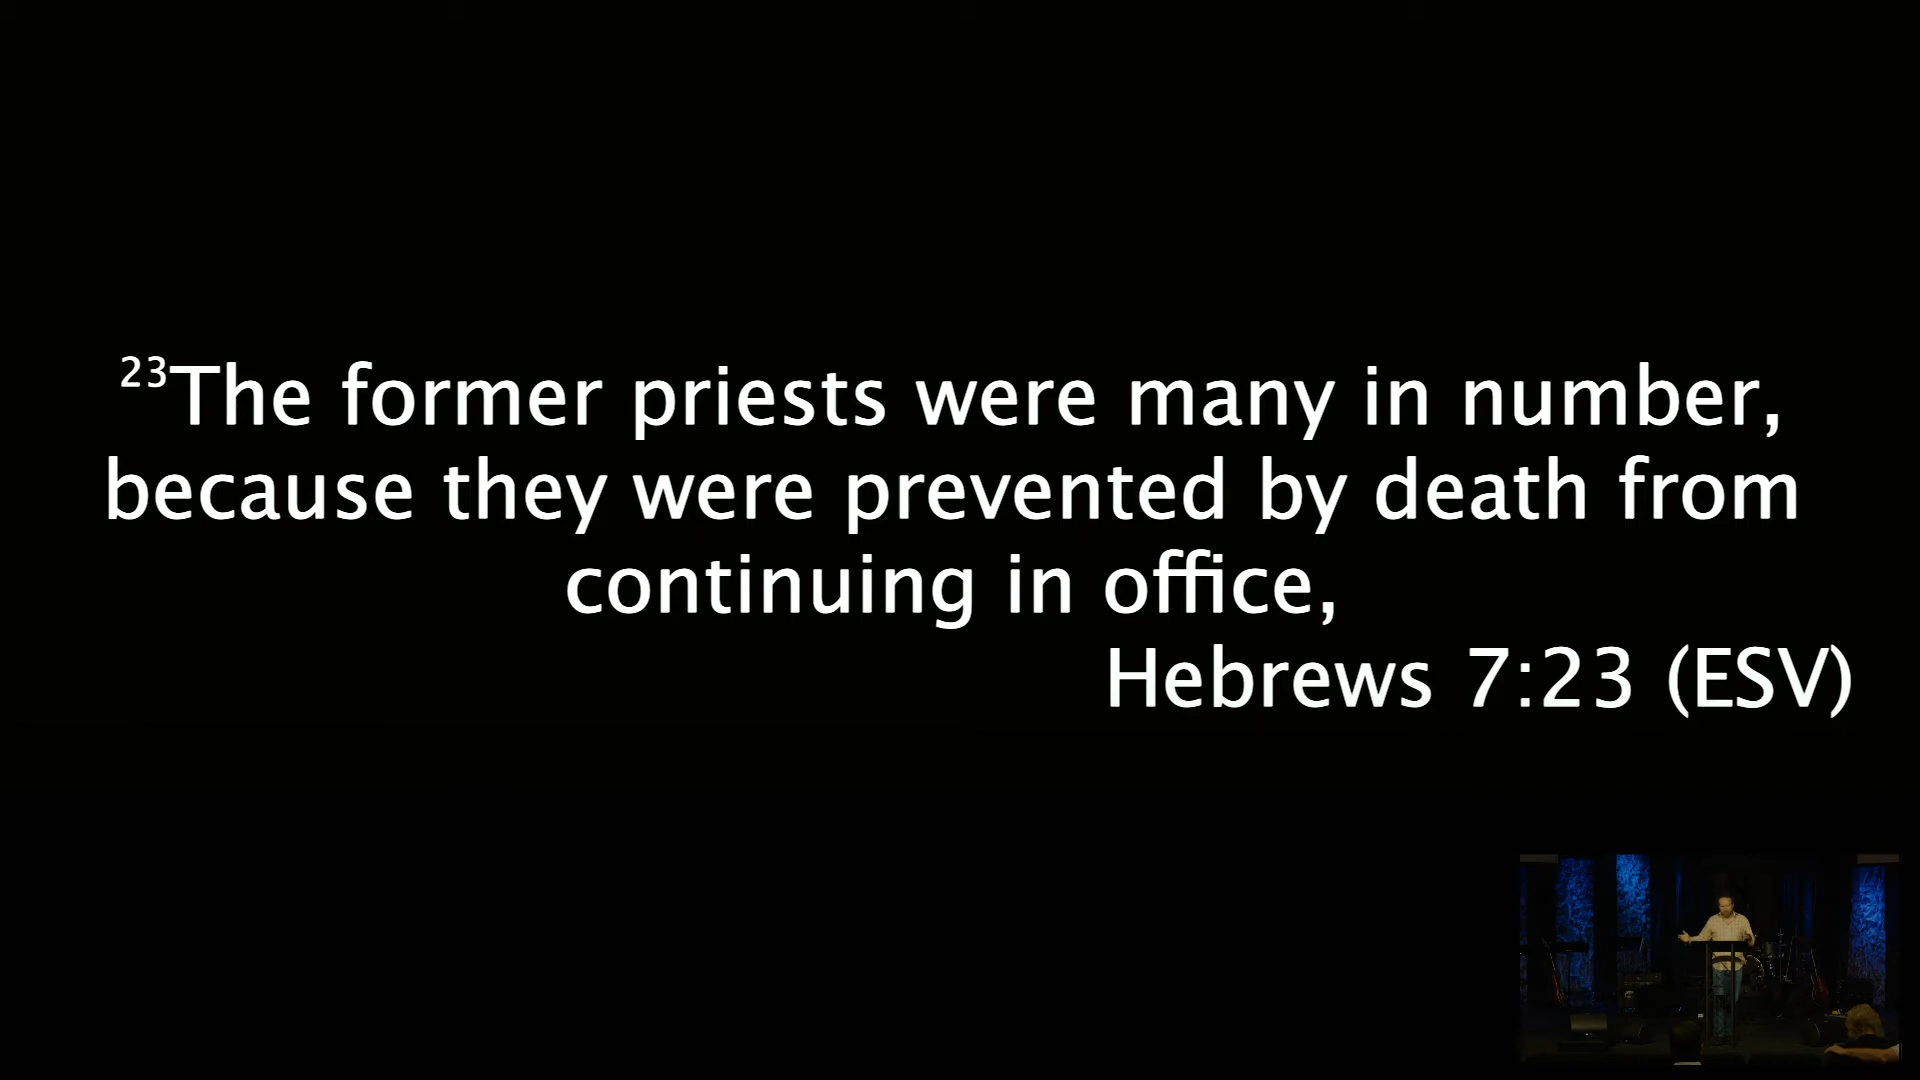 ²³The former priests were many in number,
because they were prevented by death from
continuing in office,
Hebrews 7:23 (ESV)